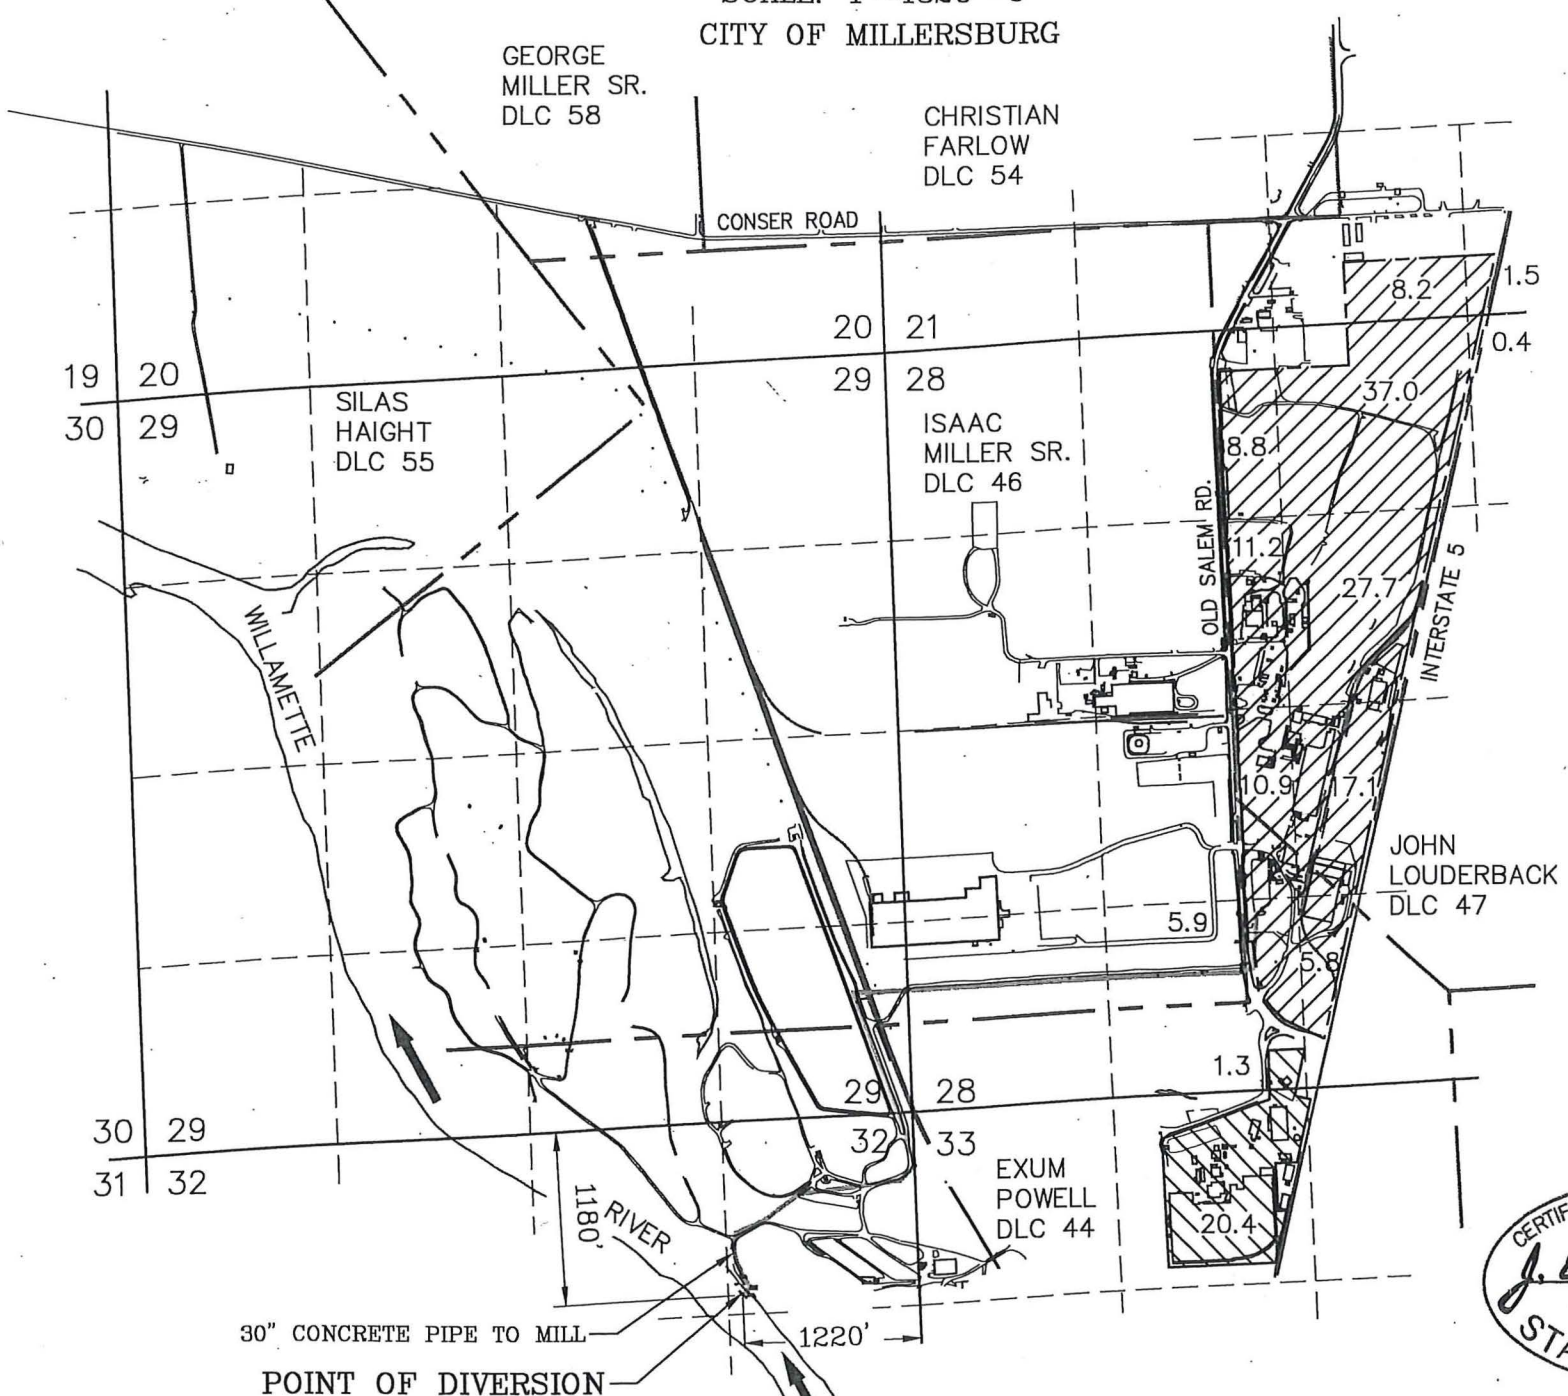 CITY OF MILLERSBURG
GEORGE
MILLER SR.
DLC 58
CHRISTIAN
FARLOW
DLC 54
CONSER ROAD
8.2
1.5
20 21
29 28
0.4
19 20
30 29
SILAS
HAIGHT
DLC 55
37.0
ISAAC
MILLER SR.
DLC 46
8.8
OLD SALEM RD.
11.2
27.7
INTERSTATE 5
WILLAMETTE
10.9
17.1
JOHN
LOUDERBACK
DLC 47
5.9
5.8
1.3
29 28
32 33
30 29
31 32
1180'
RIVER
EXUM
POWELL
DLC 44
20.4
30" CONCRETE PIPE TO MILL
1220'
POINT OF DIVERSION